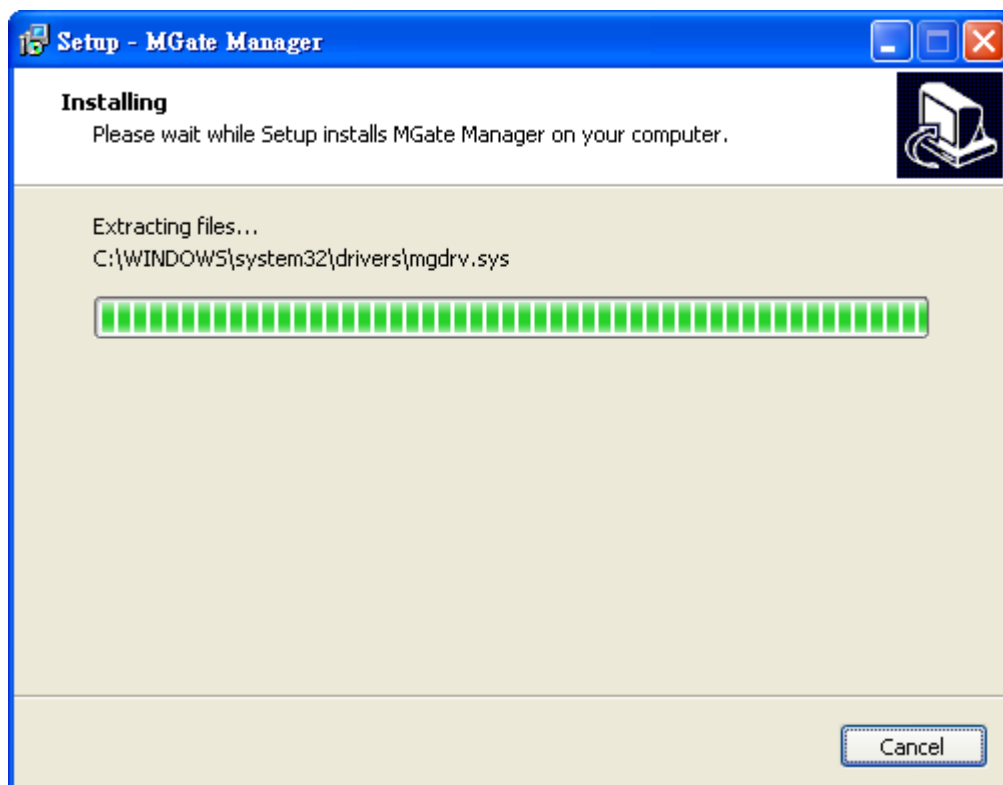 Setup - MGate Manager
Installing
Please wait while Setup installs MGate Manager on your computer.
Extracting files...
C:\WINDOWS\system32\drivers\mgdrv.sys
Cancel